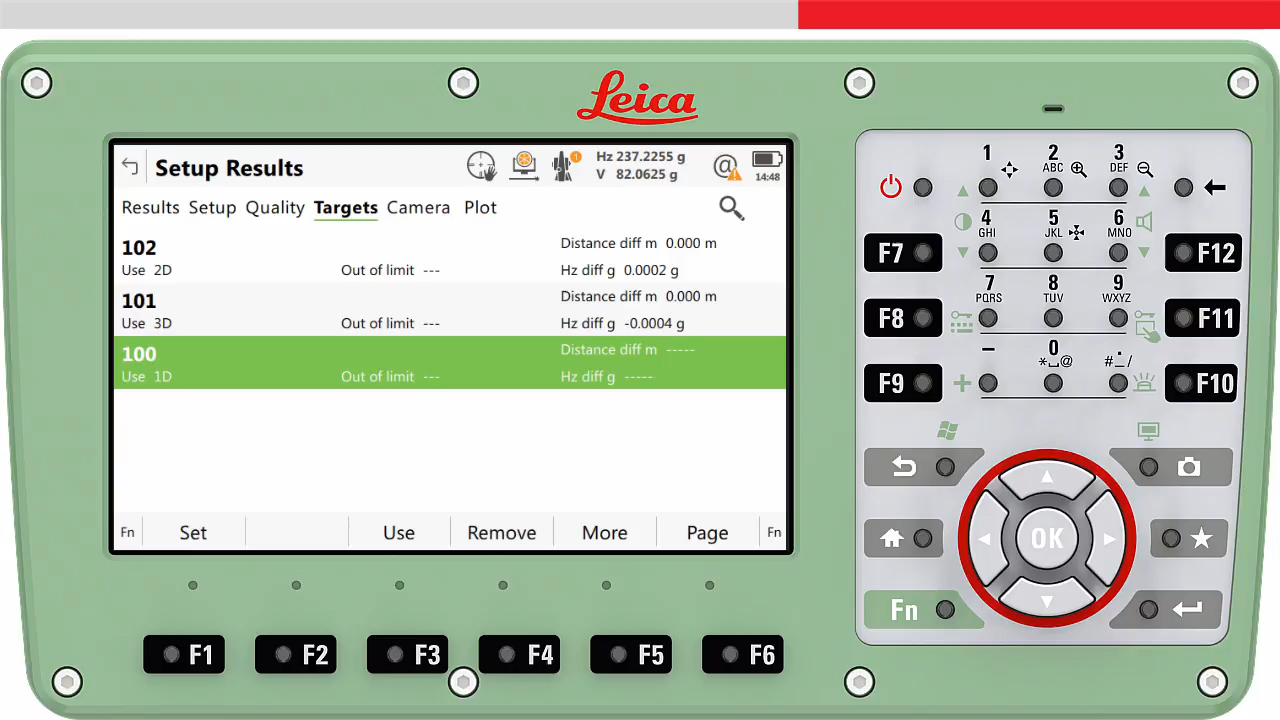 Leica
Setup Results
1
Hz 237.2255 g
V 82.0625 g
@
14:48
Results Setup Quality Targets Camera Plot
102
Distance diff m 0.000 m
Use 2D Out of limit --- Hz diff g 0.0002 g
101
Distance diff m 0.000 m
Use 3D Out of limit --- Hz diff g -0.0004 g
100
Distance diff m -----
Use 1D Out of limit --- Hz diff g -----
Fn Set Use Remove More Page Fn
F1 F2 F3 F4 F5 F6
1 2 3
ABC DEF
4 5 6
GHI JKL MNO
F7 F12
7 8 9
PQRS TUV WXYZ
F8 F11
– 0 #_./
*␣@
F9 + F10
OK
Fn